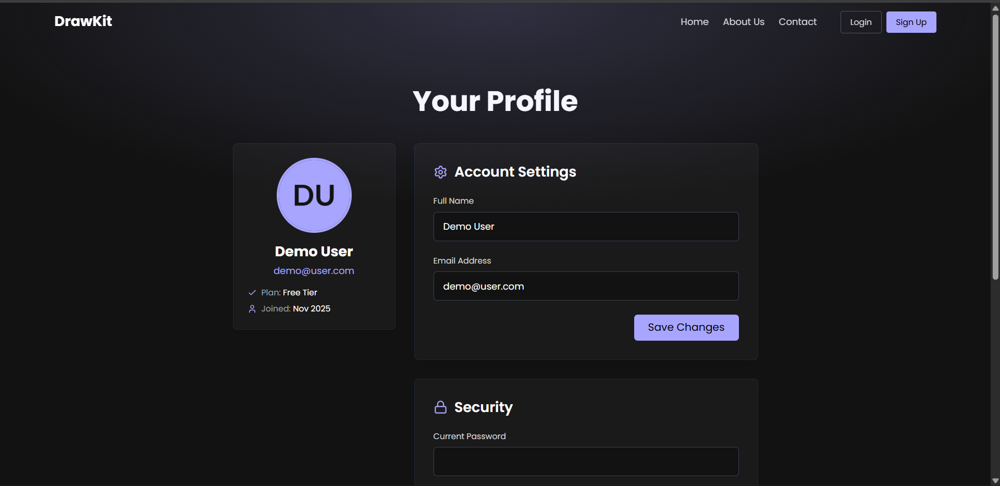 DrawKit
Home About Us Contact Login Sign Up
Your Profile
DU
Demo User
demo@user.com
Plan: Free Tier
Joined: Nov 2025
Account Settings
Full Name
Demo User
Email Address
demo@user.com
Save Changes
Security
Current Password